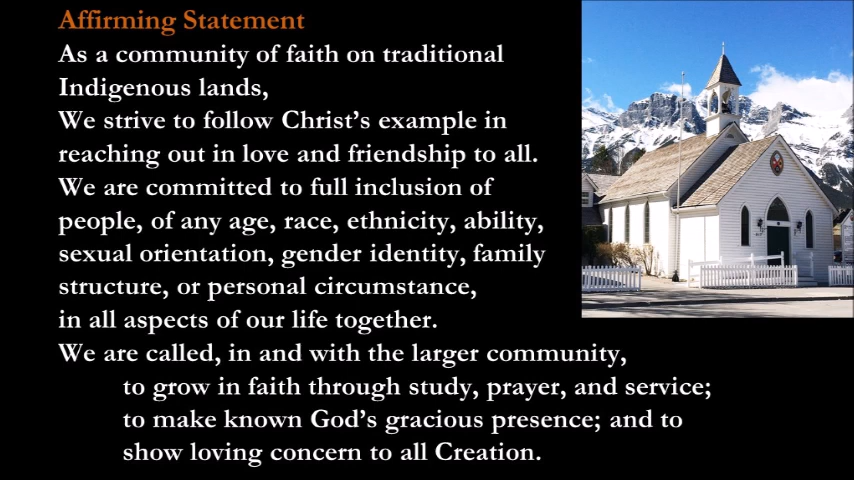 Affirming Statement
As a community of faith on traditional
Indigenous lands,
We strive to follow Christ’s example in
reaching out in love and friendship to all.
We are committed to full inclusion of
people, of any age, race, ethnicity, ability,
sexual orientation, gender identity, family
structure, or personal circumstance,
in all aspects of our life together.
We are called, in and with the larger community,
to grow in faith through study, prayer, and service;
to make known God’s gracious presence; and to
show loving concern to all Creation.